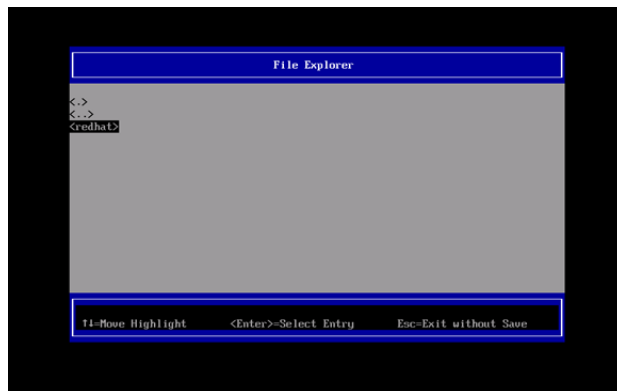 File Explorer
<.>
<..>
<redhat>
↑↓=Move Highlight <Enter>=Select Entry Esc=Exit without Save